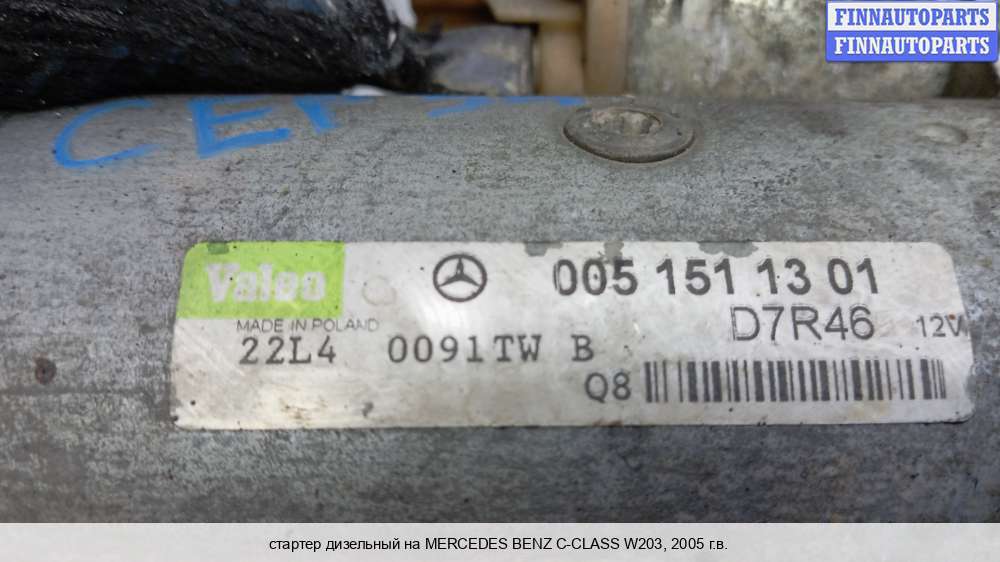 FINNAUTOPARTS
FINNAUTOPARTS
Valeo
005 151 13 01
MADE IN POLAND
D7R46 12V
22L4 0091TW B
Q8
стартер дизельный на MERCEDES BENZ C-CLASS W203, 2005 г.в.